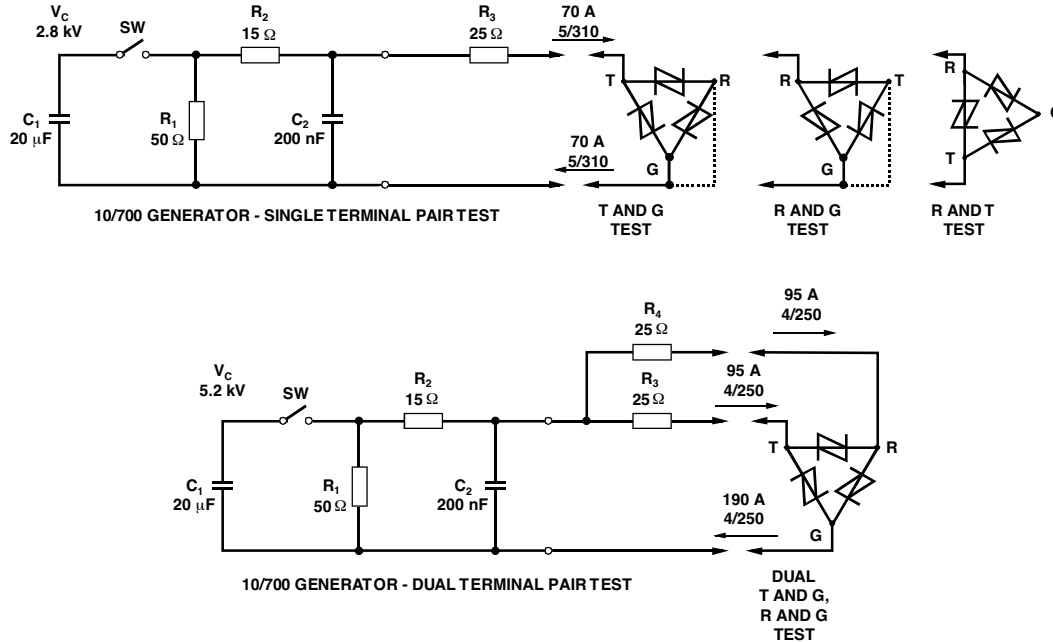 V_C
2.8 kV
SW
R_2
15 Ω
R_3
25 Ω
70 A
5/310
C_1
20 μF
R_1
50 Ω
C_2
200 nF
70 A
5/310
T
R
G
R
T
G
R
T
10/700 GENERATOR - SINGLE TERMINAL PAIR TEST
T AND G
TEST
R AND G
TEST
R AND T
TEST
95 A
4/250
R_4
25 Ω
V_C
5.2 kV
SW
R_2
15 Ω
R_3
25 Ω
95 A
4/250
T
R
C_1
20 μF
R_1
50 Ω
C_2
200 nF
190 A
4/250
G
10/700 GENERATOR - DUAL TERMINAL PAIR TEST
DUAL
T AND G,
R AND G
TEST